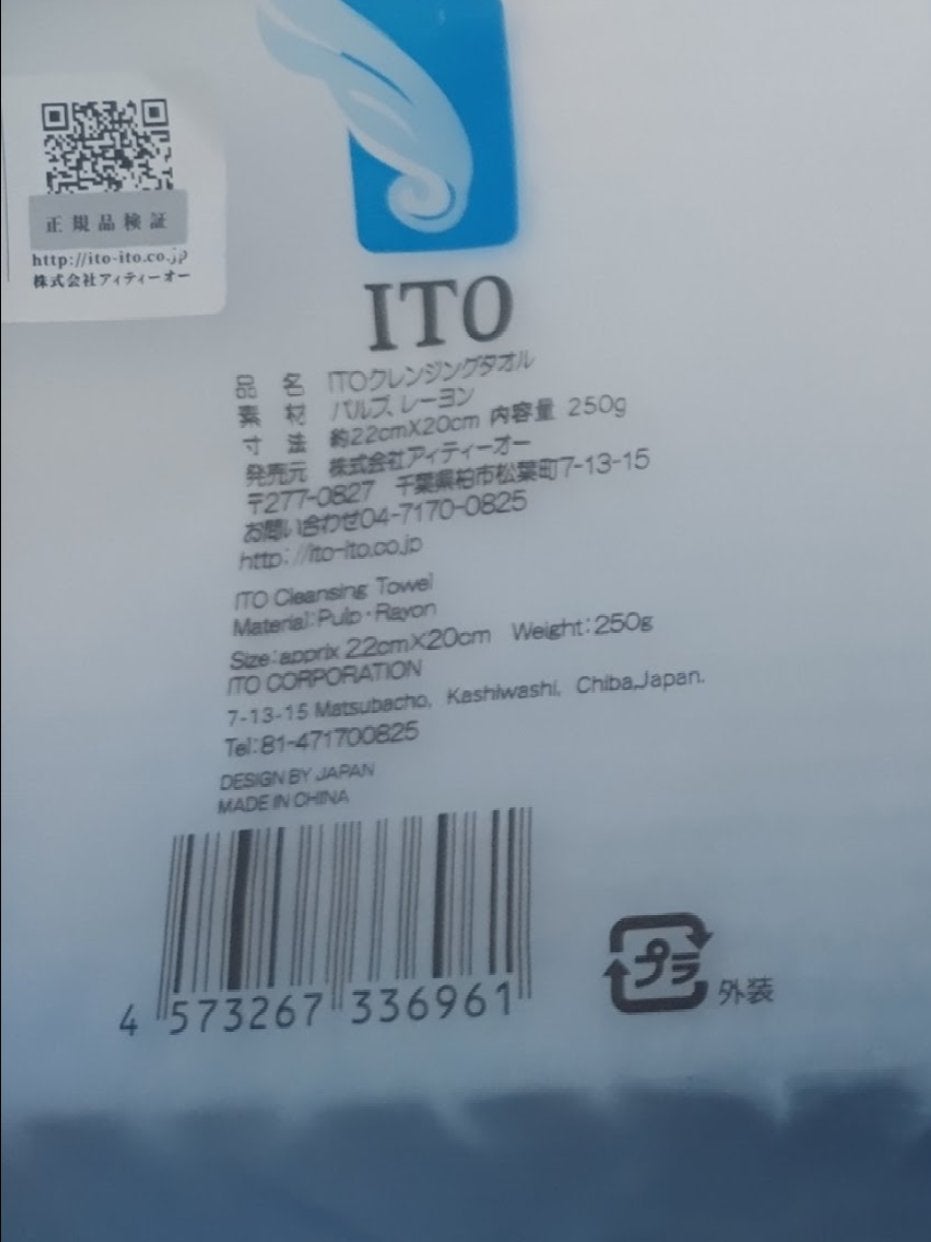 正規品検証
http://ito-ito.co.jp
株式会社アィティーオー
ITO
品 名 ITOクレンジングタオル
素 材 パルプ、レーヨン
寸 法 約22cmX20cm 内容量 250g
発売元 株式会社アィティーオー
〒277-0827 千葉県柏市松葉町7-13-15
お問い合わせ04-7170-0825
http://ito-ito.co.jp
ITO Cleansing Towel
Material:Pulp・Rayon
Size:apprix 22cmX20cm Weight:250g
ITO CORPORATION
7-13-15 Matsubacho, Kashiwashi, Chiba,Japan.
Tel:81-471700825
DESIGN BY JAPAN
MADE IN CHINA
4 573267 336961
プラ 外装